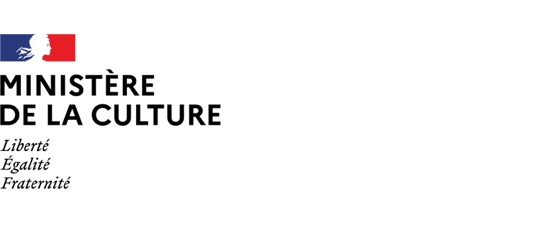 MINISTÈRE
DE LA CULTURE
Liberté
Égalité
Fraternité